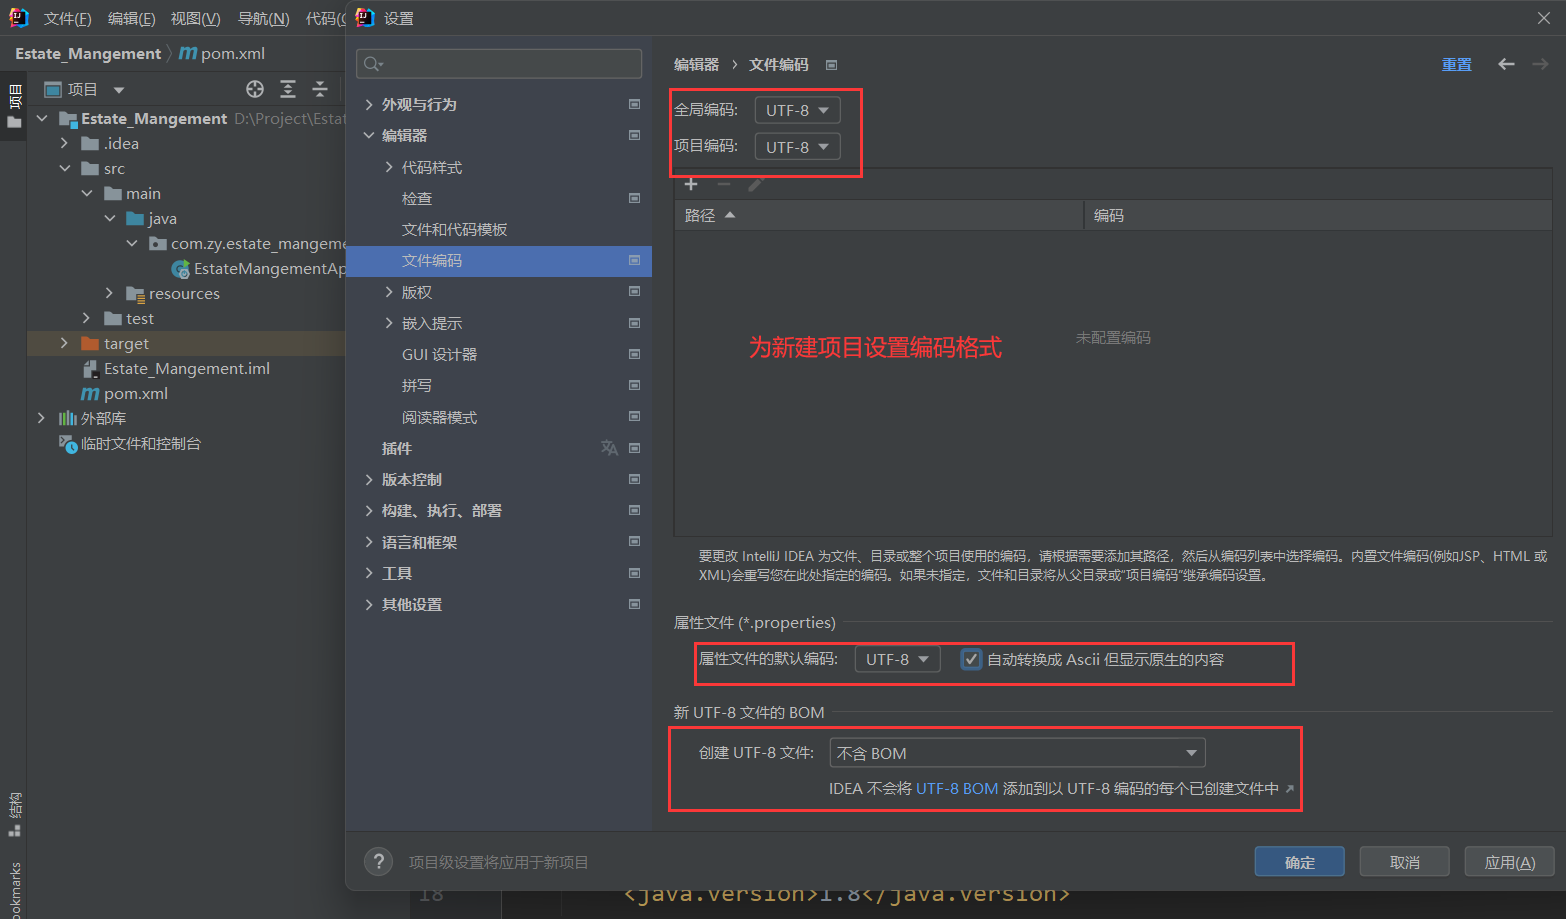 文件(F) 编辑(E) 视图(V) 导航(N) 代码(
设置
Estate_Mangement
pom.xml
项目
项目
Estate_Mangement D:\Project\Estat
.idea
src
main
java
com.zy.estate_mangeme
EstateMangementAp
resources
test
target
Estate_Mangement.iml
pom.xml
外部库
临时文件和控制台
结构
ookmarks
外观与行为
编辑器
代码样式
检查
文件和代码模板
文件编码
版权
嵌入提示
GUI 设计器
拼写
阅读器模式
插件
版本控制
构建、执行、部署
语言和框架
工具
其他设置
编辑器 › 文件编码
重置
全局编码: UTF-8
项目编码: UTF-8
路径 编码
为新建项目设置编码格式
未配置编码
要更改 IntelliJ IDEA 为文件、目录或整个项目使用的编码，请根据需要添加其路径，然后从编码列表中选择编码。内置文件编码(例如JSP、HTML 或
XML)会重写您在此处指定的编码。如果未指定，文件和目录将从父目录或“项目编码”继承编码设置。
属性文件 (*.properties)
属性文件的默认编码: UTF-8 自动转换成 Ascii 但显示原生的内容
新 UTF-8 文件的 BOM
创建 UTF-8 文件: 不含 BOM
IDEA 不会将 UTF-8 BOM 添加到以 UTF-8 编码的每个已创建文件中
? 项目级设置将应用于新项目
确定 取消 应用(A)
18 <java.version>1.8</java.version>